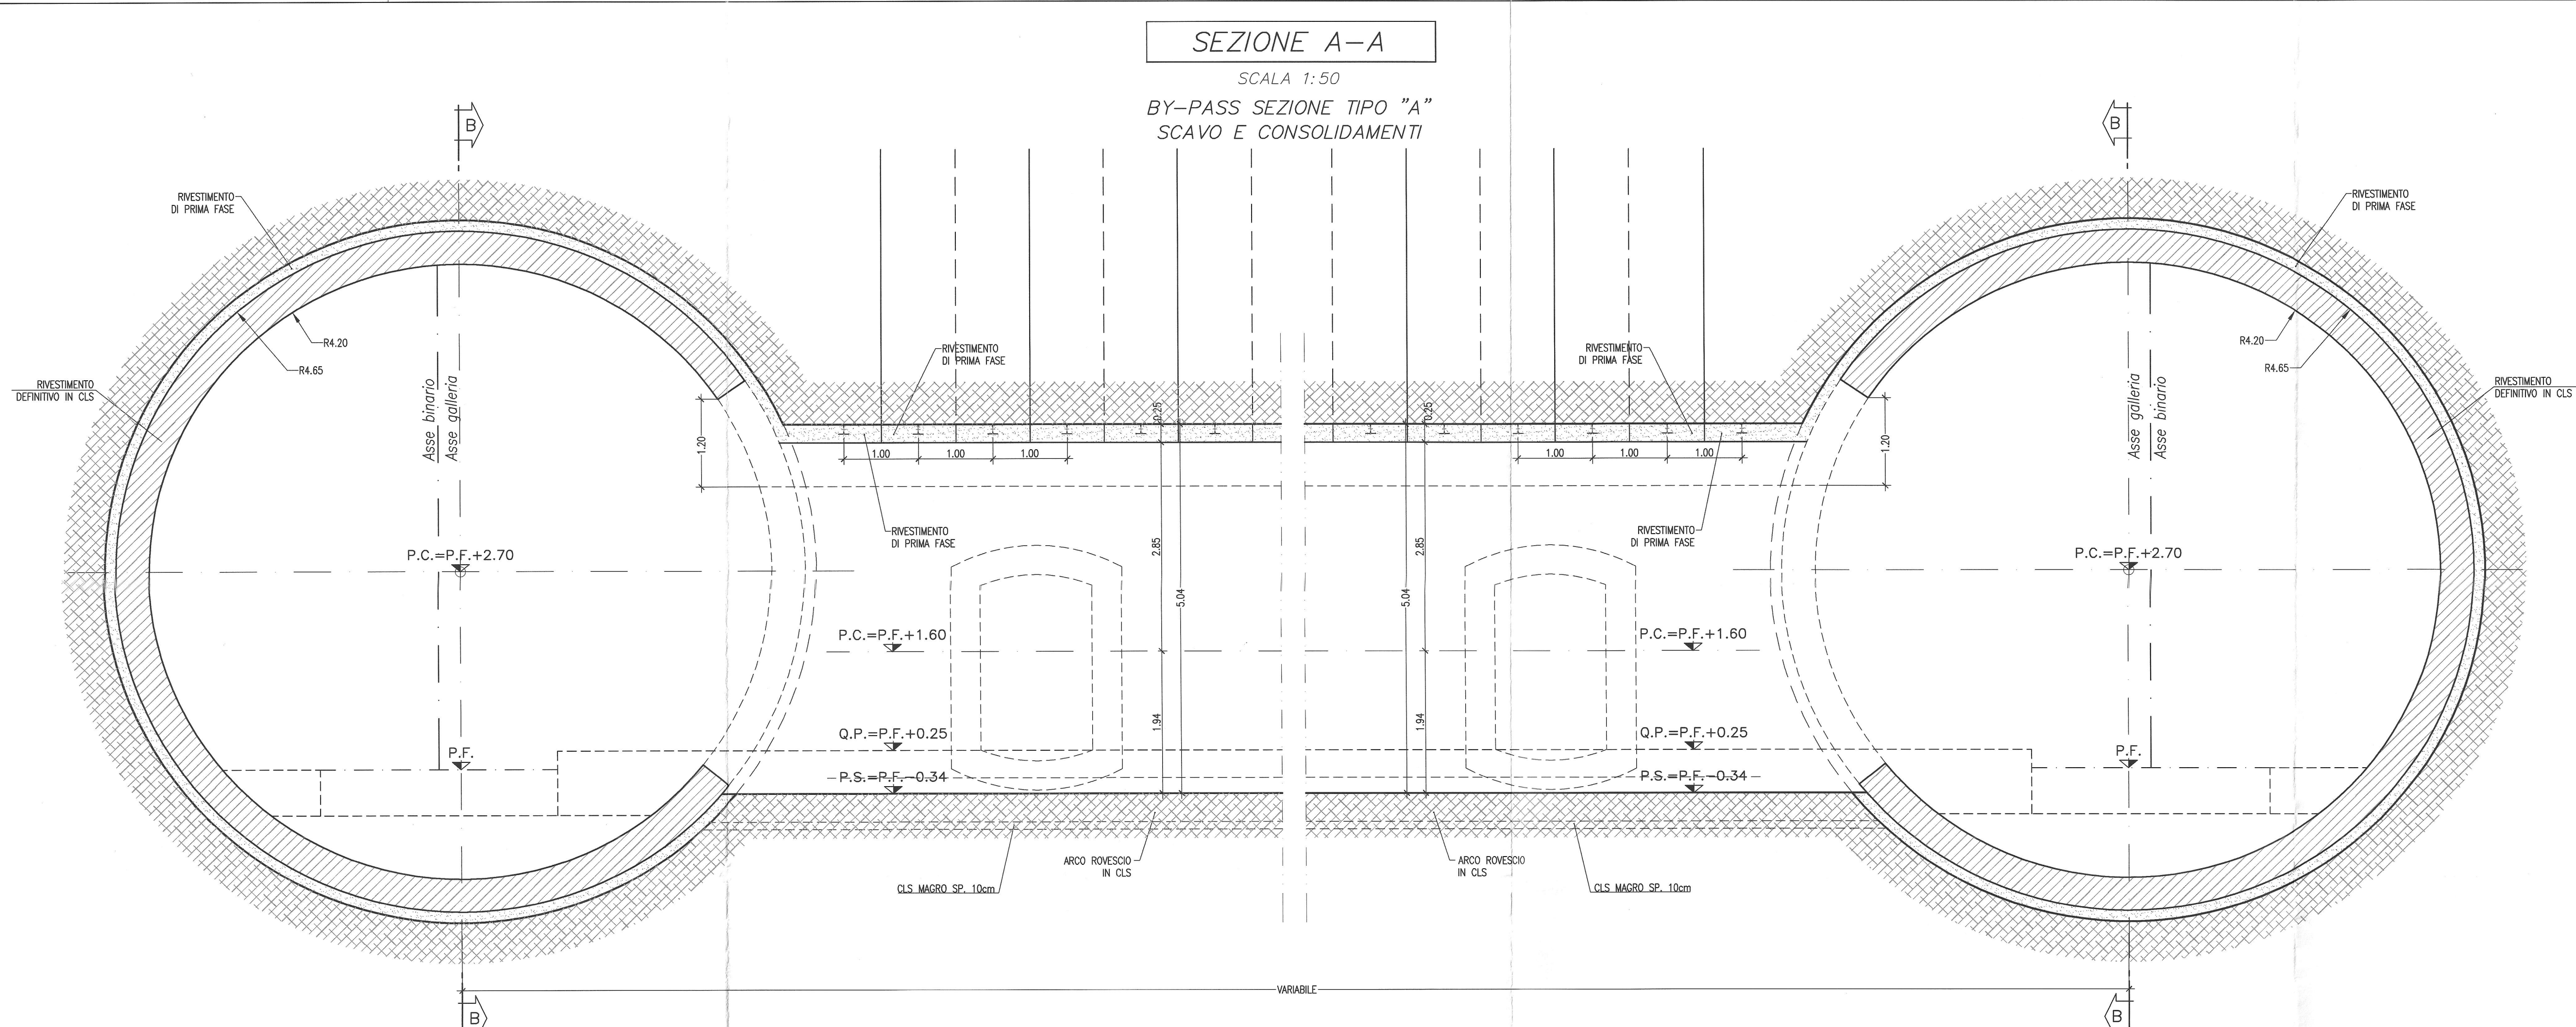 SEZIONE A-A
SCALA 1:50
BY-PASS SEZIONE TIPO "A"
SCAVO E CONSOLIDAMENTI
B
B
RIVESTIMENTO
DI PRIMA FASE
RIVESTIMENTO
DI PRIMA FASE
R4.20
R4.65
RIVESTIMENTO
DEFINITIVO IN CLS
Asse binario
Asse galleria
1.20
P.C.=P.F.+2.70
P.F.
RIVESTIMENTO
DI PRIMA FASE
0.25
1.00
1.00
1.00
RIVESTIMENTO
DI PRIMA FASE
2.85
5.04
1.94
P.C.=P.F.+1.60
Q.P.=P.F.+0.25
P.S.=P.F.-0.34
ARCO ROVESCIO
IN CLS
CLS MAGRO SP. 10cm
RIVESTIMENTO
DI PRIMA FASE
0.25
1.00
1.00
1.00
RIVESTIMENTO
DI PRIMA FASE
2.85
5.04
1.94
P.C.=P.F.+1.60
Q.P.=P.F.+0.25
P.S.=P.F.-0.34
ARCO ROVESCIO
IN CLS
CLS MAGRO SP. 10cm
R4.20
R4.65
RIVESTIMENTO
DEFINITIVO IN CLS
Asse galleria
Asse binario
1.20
P.C.=P.F.+2.70
P.F.
VARIABILE
B
B